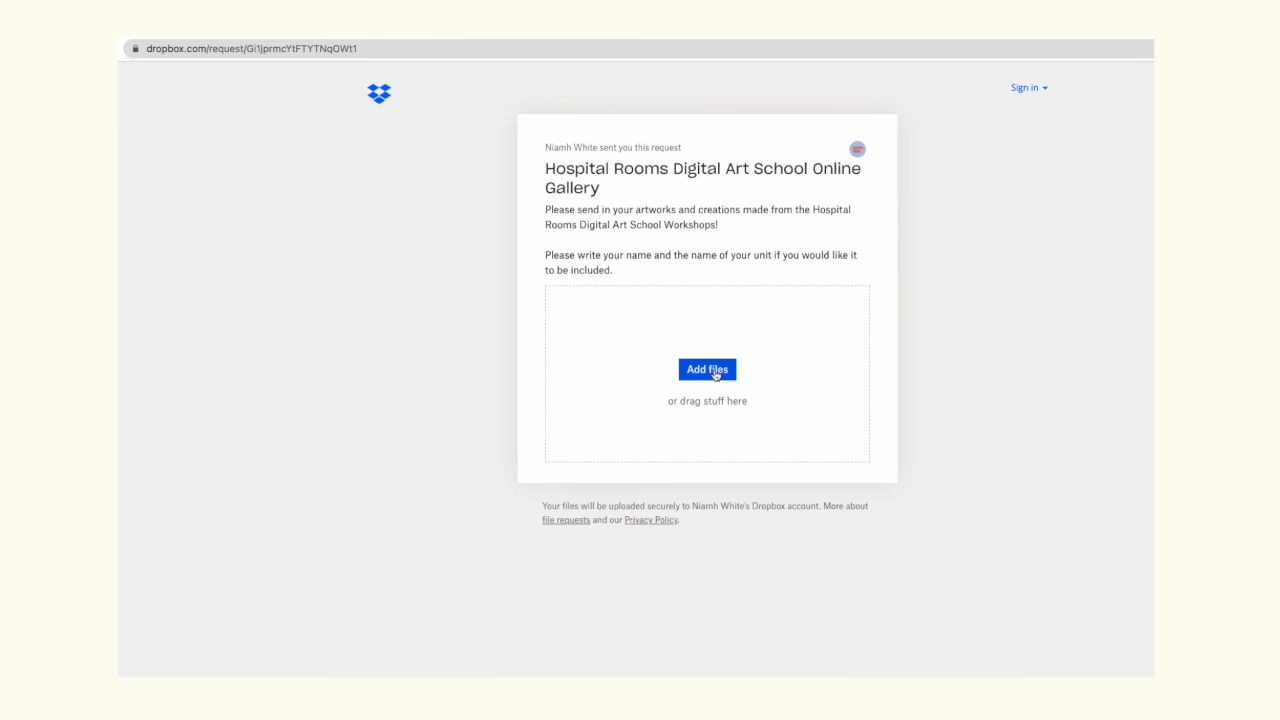 dropbox.com/request/Gi1jprmcYtFTYTNqOWt1
Sign in
Niamh White sent you this request
Hospital Rooms Digital Art School Online
Gallery
Please send in your artworks and creations made from the Hospital
Rooms Digital Art School Workshops!
Please write your name and the name of your unit if you would like it
to be included.
Add files
or drag stuff here
Your files will be uploaded securely to Niamh White's Dropbox account. More about
file requests and our Privacy Policy.